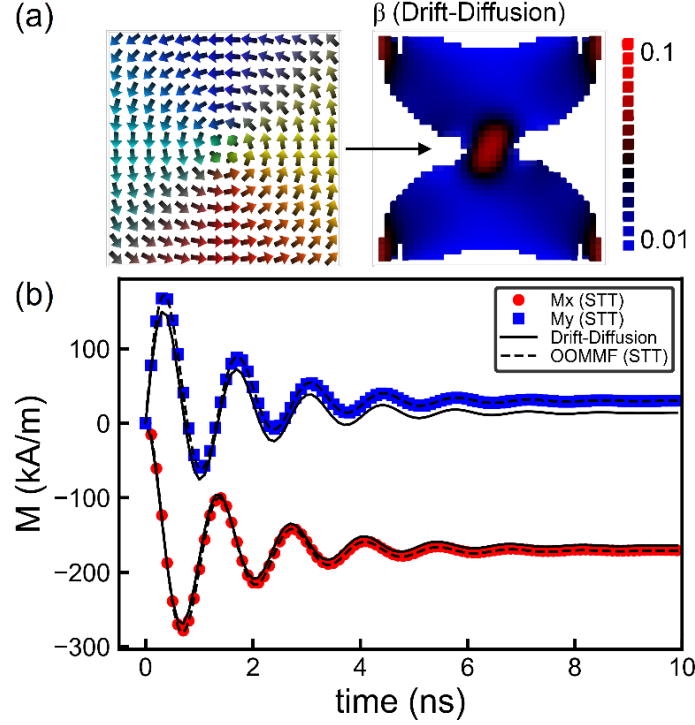 (a)
β (Drift-Diffusion)
0.1
0.01
(b)
Mx (STT)
My (STT)
Drift-Diffusion
OOMMF (STT)
M (kA/m)
100
0
−100
−200
−300
0 2 4 6 8 10
time (ns)